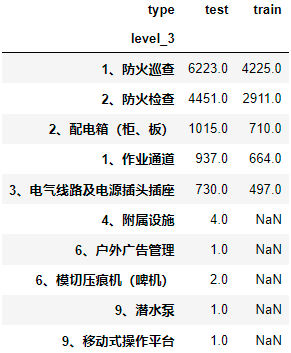 type test train
level_3
1、防火巡查 6223.0 4225.0
2、防火检查 4451.0 2911.0
2、配电箱（柜、板） 1015.0 710.0
1、作业通道 937.0 664.0
3、电气线路及电源插头插座 730.0 497.0
4、附属设施 4.0 NaN
6、户外广告管理 1.0 NaN
6、模切压痕机（啤机） 2.0 NaN
9、潜水泵 1.0 NaN
9、移动式操作平台 1.0 NaN